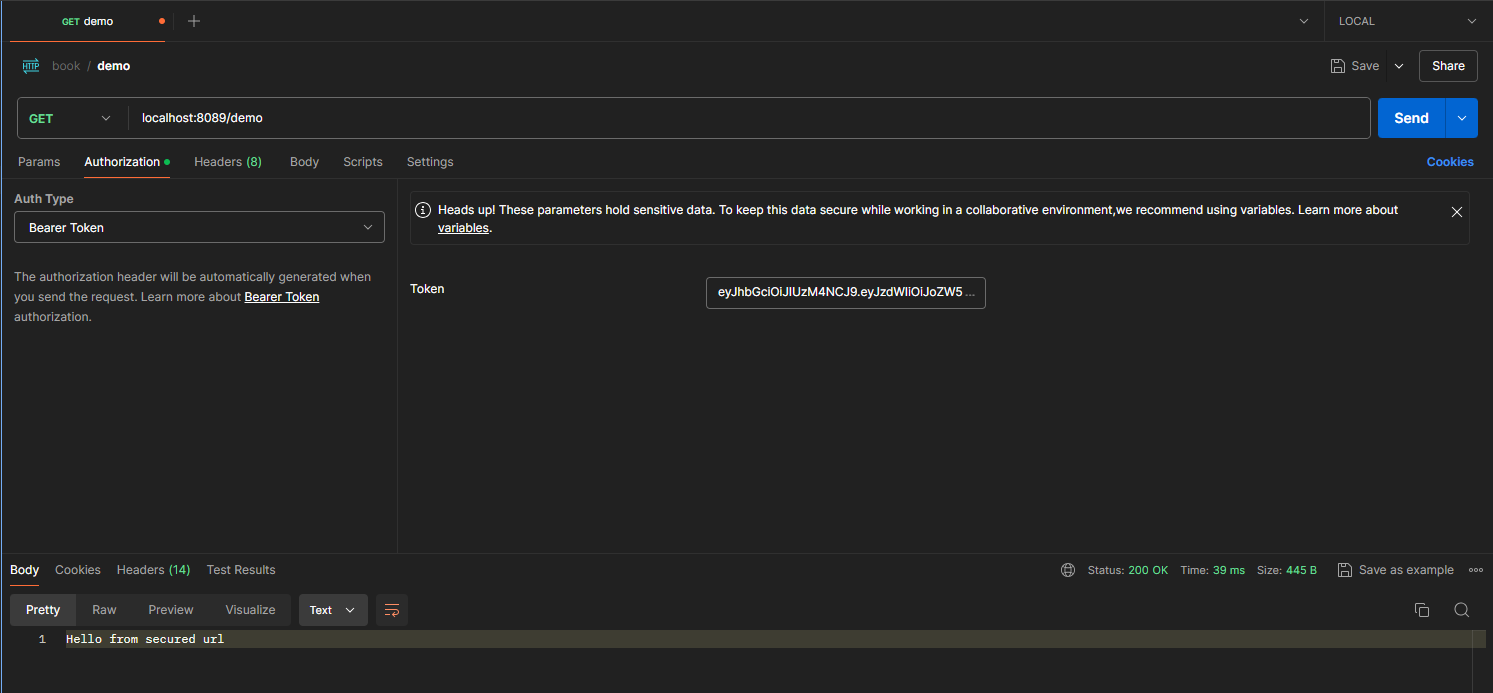 GET demo
LOCAL
HTTP book / demo
Save
Share
GET localhost:8089/demo
Send
Params Authorization Headers (8) Body Scripts Settings
Cookies
Auth Type
Bearer Token
The authorization header will be automatically generated when
you send the request. Learn more about Bearer Token
authorization.
Heads up! These parameters hold sensitive data. To keep this data secure while working in a collaborative environment,we recommend using variables. Learn more about
variables.
Token
eyJhbGciOiJIUzM4NCJ9.eyJzdWIiOiJoZW5 ...
Body Cookies Headers (14) Test Results
Status: 200 OK Time: 39 ms Size: 445 B Save as example
Pretty Raw Preview Visualize Text
1 Hello from secured url